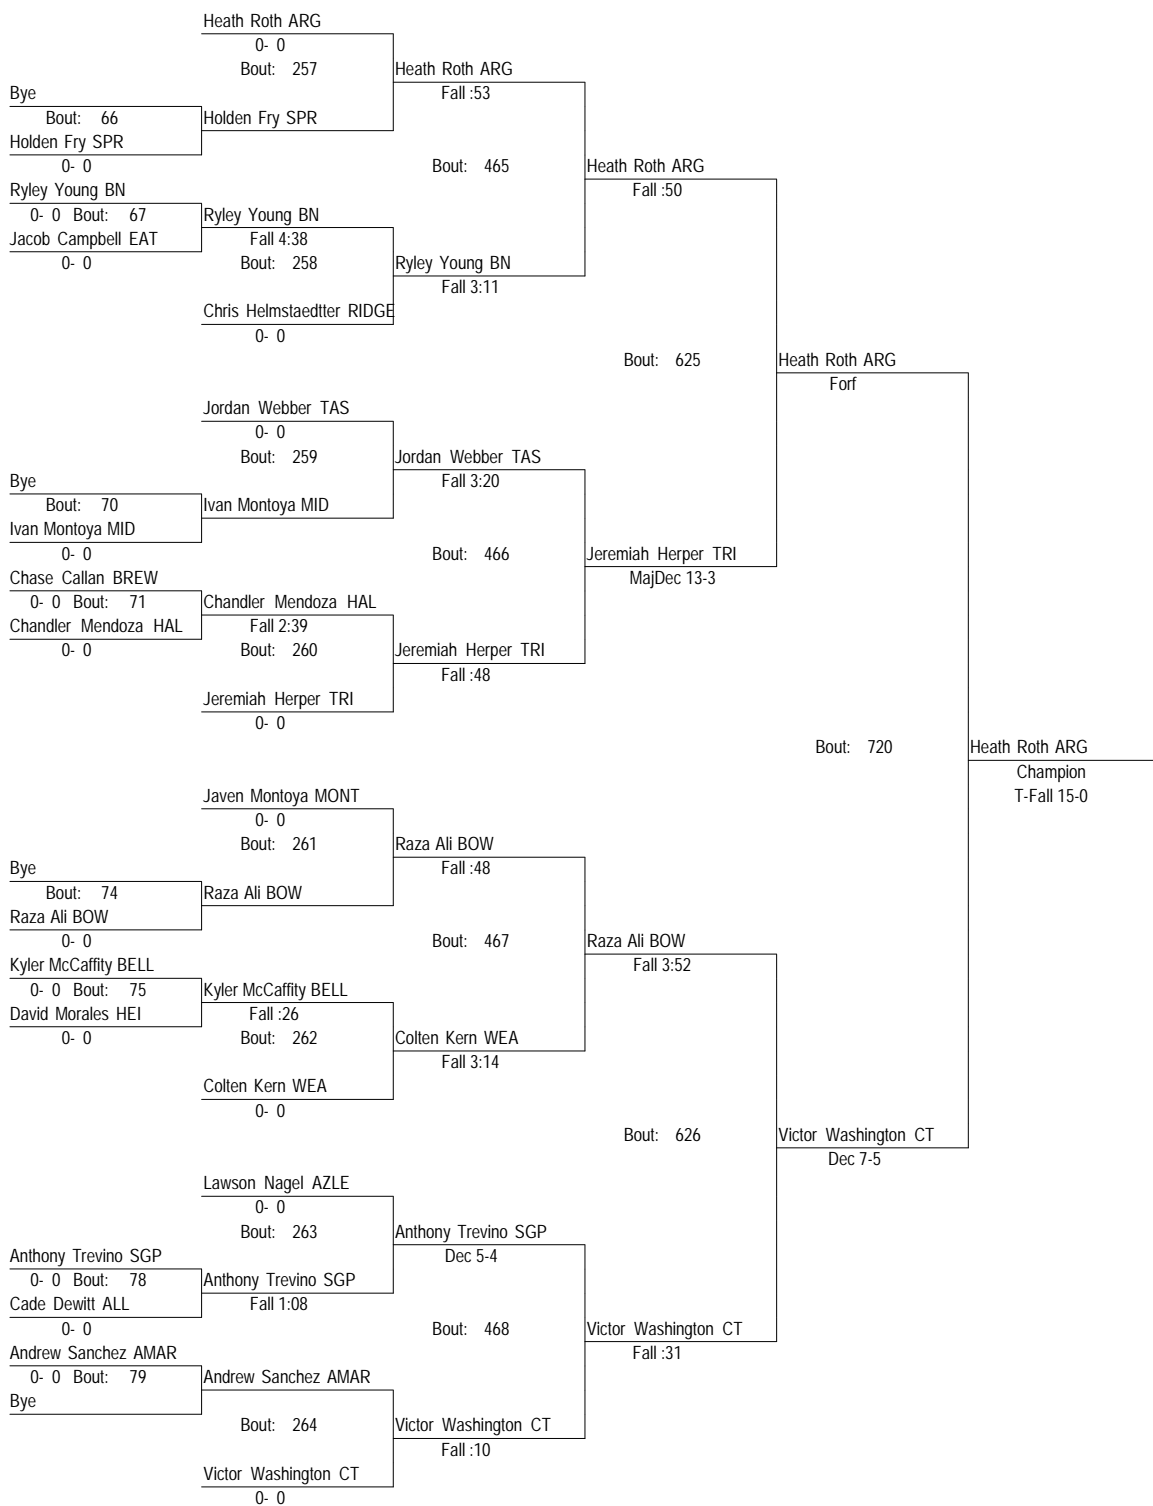 Heath Roth ARG
0- 0
Bout: 257
Heath Roth ARG
Fall :53
Bye
Bout: 66
Holden Fry SPR
Holden Fry SPR
0- 0
Bout: 465
Heath Roth ARG
Fall :50
Ryley Young BN
0- 0 Bout: 67
Ryley Young BN
Jacob Campbell EAT
Fall 4:38
0- 0
Bout: 258
Ryley Young BN
Fall 3:11
Chris Helmstaedtter RIDGE
0- 0
Bout: 625
Heath Roth ARG
Forf
Jordan Webber TAS
0- 0
Bout: 259
Jordan Webber TAS
Fall 3:20
Bye
Bout: 70
Ivan Montoya MID
Ivan Montoya MID
0- 0
Bout: 466
Jeremiah Herper TRI
MajDec 13-3
Chase Callan BREW
0- 0 Bout: 71
Chandler Mendoza HAL
Chandler Mendoza HAL
Fall 2:39
0- 0
Bout: 260
Jeremiah Herper TRI
Fall :48
Jeremiah Herper TRI
0- 0
Bout: 720
Heath Roth ARG
Champion
T-Fall 15-0
Javen Montoya MONT
0- 0
Bout: 261
Raza Ali BOW
Fall :48
Bye
Bout: 74
Raza Ali BOW
Raza Ali BOW
0- 0
Bout: 467
Raza Ali BOW
Fall 3:52
Kyler McCaffity BELL
0- 0 Bout: 75
Kyler McCaffity BELL
David Morales HEI
Fall :26
0- 0
Bout: 262
Colten Kern WEA
Fall 3:14
Colten Kern WEA
0- 0
Bout: 626
Victor Washington CT
Dec 7-5
Lawson Nagel AZLE
0- 0
Bout: 263
Anthony Trevino SGP
Dec 5-4
Anthony Trevino SGP
0- 0 Bout: 78
Anthony Trevino SGP
Cade Dewitt ALL
Fall 1:08
0- 0
Bout: 468
Victor Washington CT
Fall :31
Andrew Sanchez AMAR
0- 0 Bout: 79
Andrew Sanchez AMAR
Bye
Bout: 264
Victor Washington CT
Fall :10
Victor Washington CT
0- 0